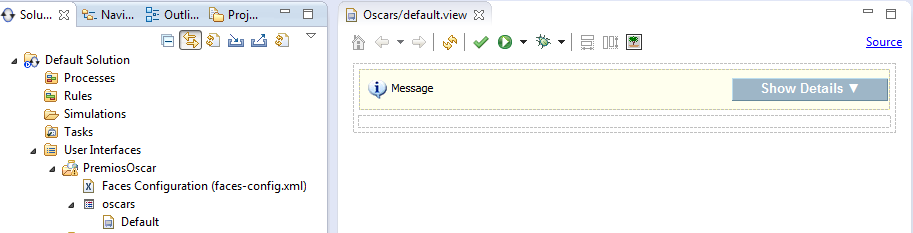 Solu...
Navi...
Outli...
Proj...
Default Solution
Processes
Rules
Simulations
Tasks
User Interfaces
PremiosOscar
Faces Configuration (faces-config.xml)
oscars
Default
Oscars/default.view
Source
Message
Show Details ▼